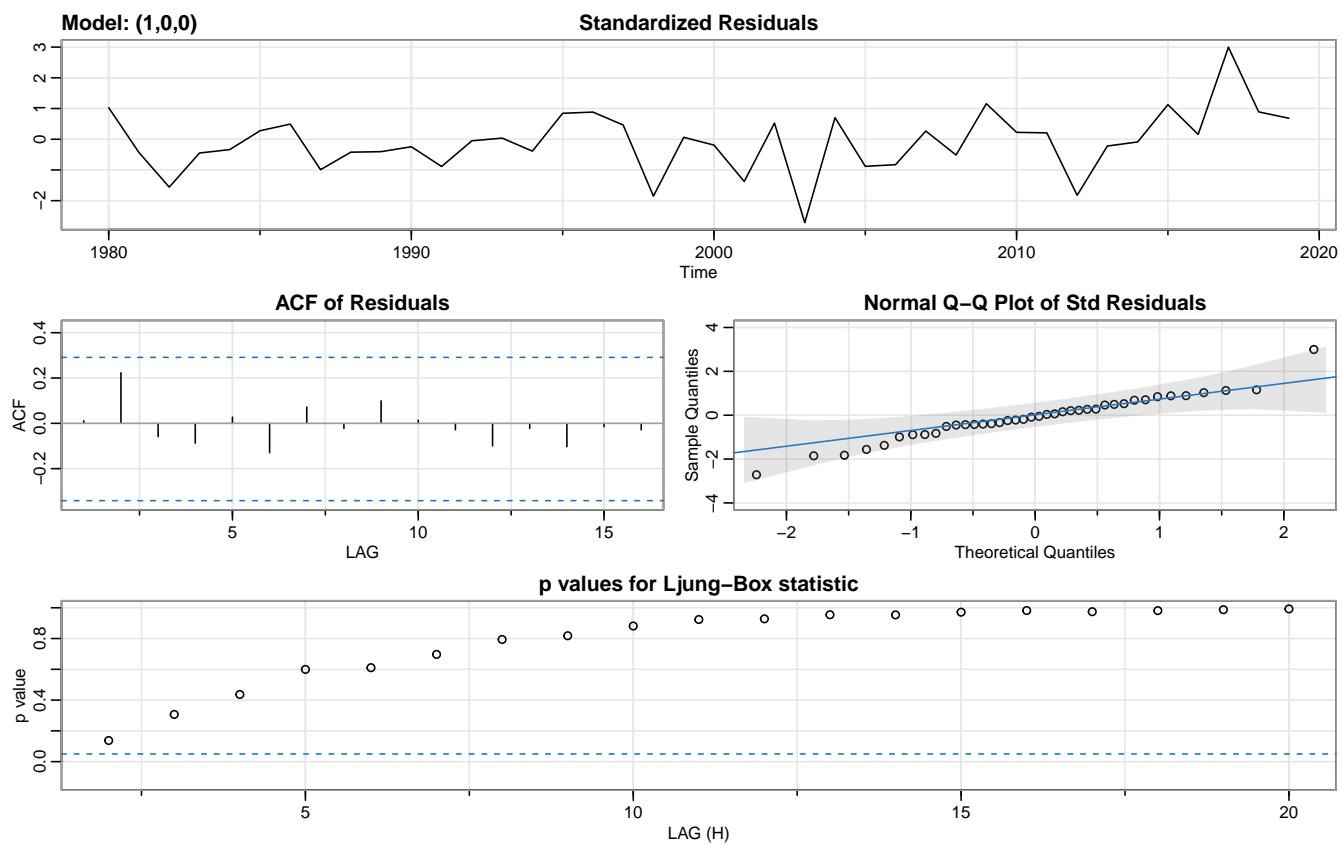 Model: (1,0,0)
Standardized Residuals
3
2
1
0
−2
1980
1990
2000
2010
2020
Time
ACF of Residuals
0.4
0.2
0.0
−0.2
ACF
5
10
15
LAG
Normal Q−Q Plot of Std Residuals
4
2
0
−2
−4
Sample Quantiles
−2
−1
0
1
2
Theoretical Quantiles
p values for Ljung−Box statistic
0.8
0.4
0.0
p value
5
10
15
20
LAG (H)